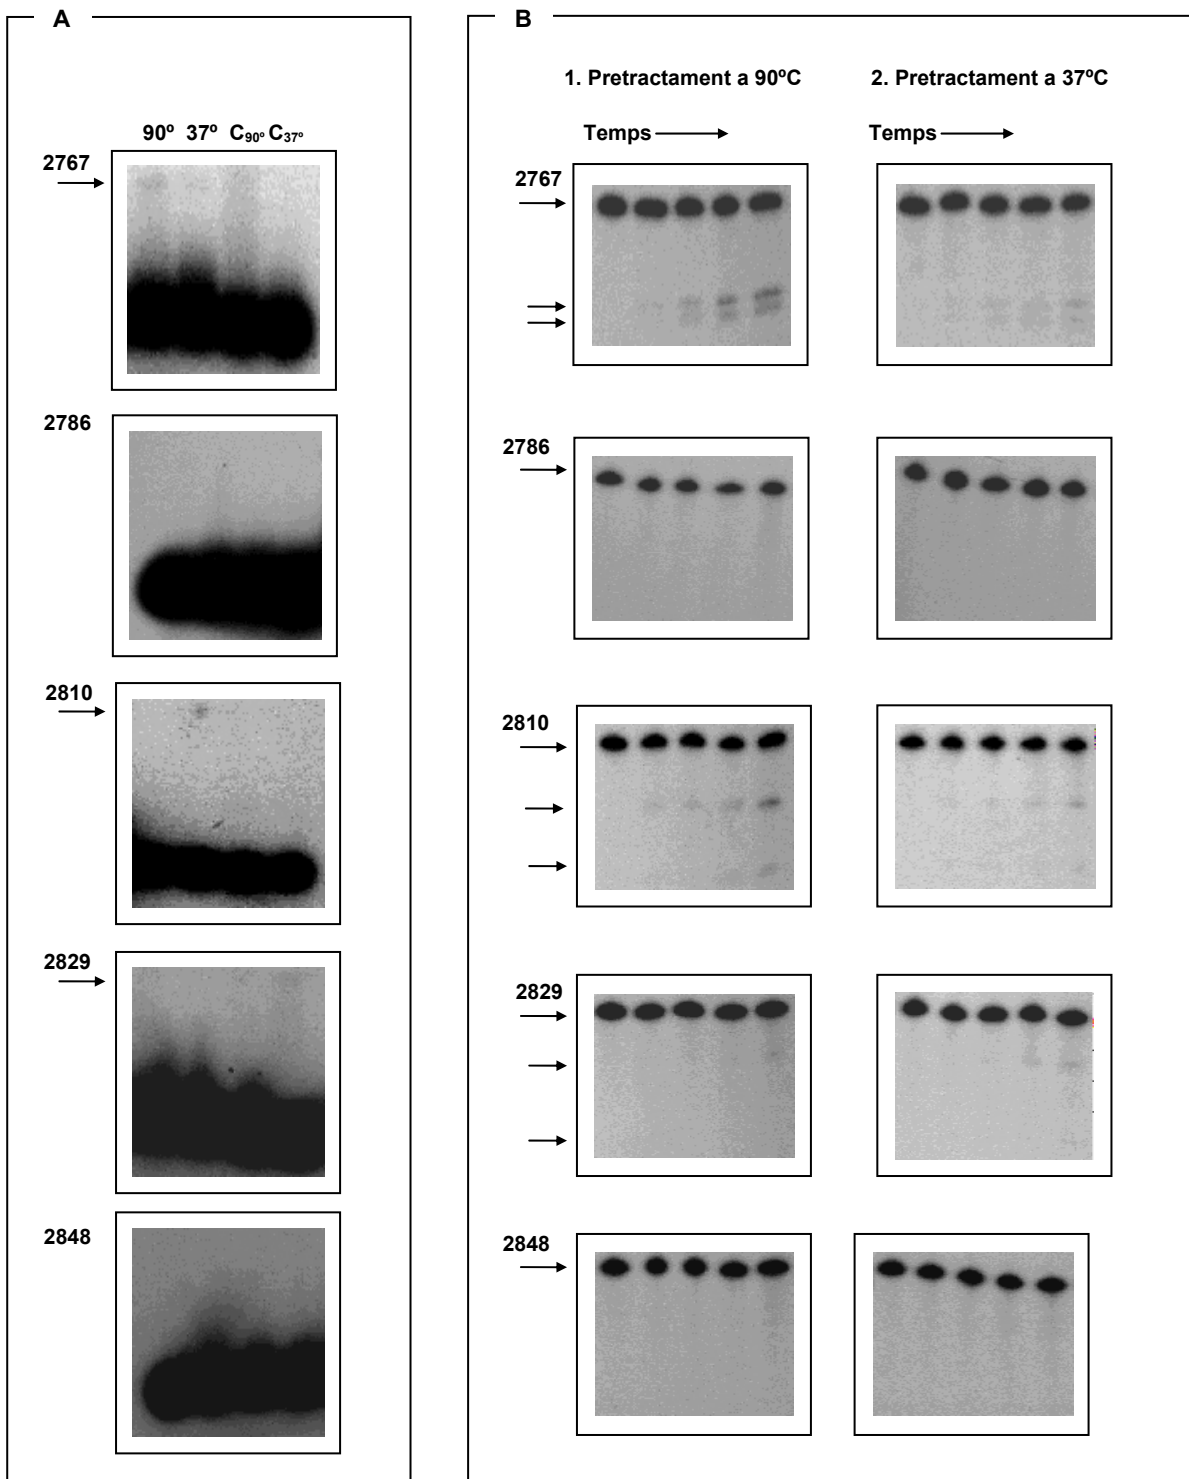 A
90º 37º C90º C37º
2767
2786
2810
2829
2848
B
1. Pretractament a 90ºC
2. Pretractament a 37ºC
Temps
Temps
2767
2786
2810
2829
2848